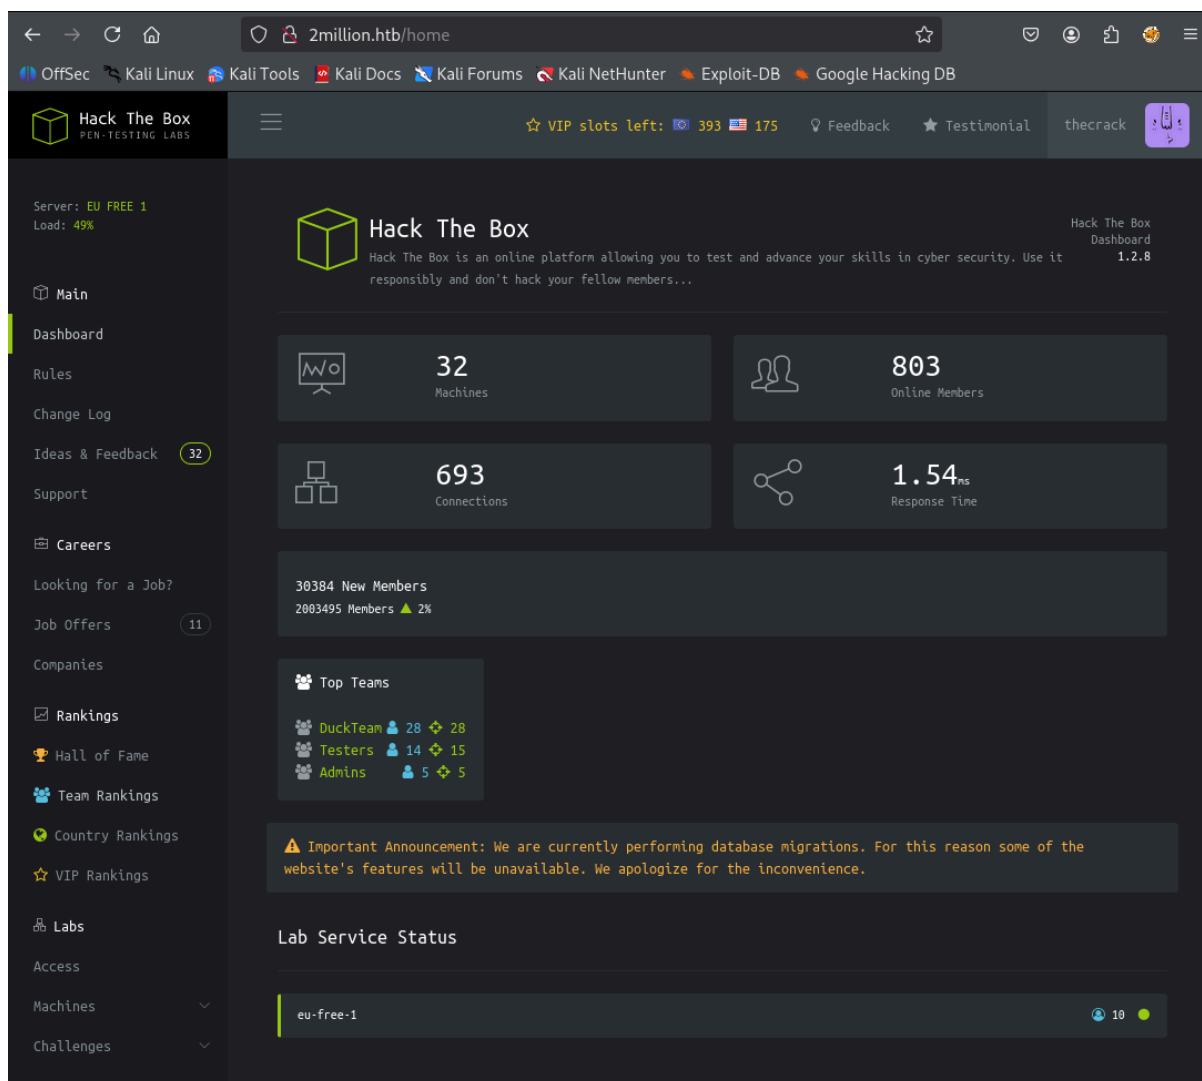 2million.htb/home
OffSec Kali Linux Kali Tools Kali Docs Kali Forums Kali NetHunter Exploit-DB Google Hacking DB
Hack The Box
PEN-TESTING LABS
VIP slots left: 393 175 Feedback Testimonial thecrack
Server: EU FREE 1
Load: 49%
Main
Dashboard
Rules
Change Log
Ideas & Feedback 32
Support
Careers
Looking for a Job?
Job Offers 11
Companies
Rankings
Hall of Fame
Team Rankings
Country Rankings
VIP Rankings
Labs
Access
Machines
Challenges
Hack The Box
Hack The Box is an online platform allowing you to test and advance your skills in cyber security. Use it
responsibly and don't hack your fellow members...
Hack The Box
Dashboard
1.2.8
32
Machines
803
Online Members
693
Connections
1.54ms
Response Time
30384 New Members
2003495 Members 2%
Top Teams
DuckTeam 28 28
Testers 14 15
Admins 5 5
Important Announcement: We are currently performing database migrations. For this reason some of the
website's features will be unavailable. We apologize for the inconvenience.
Lab Service Status
eu-free-1 10